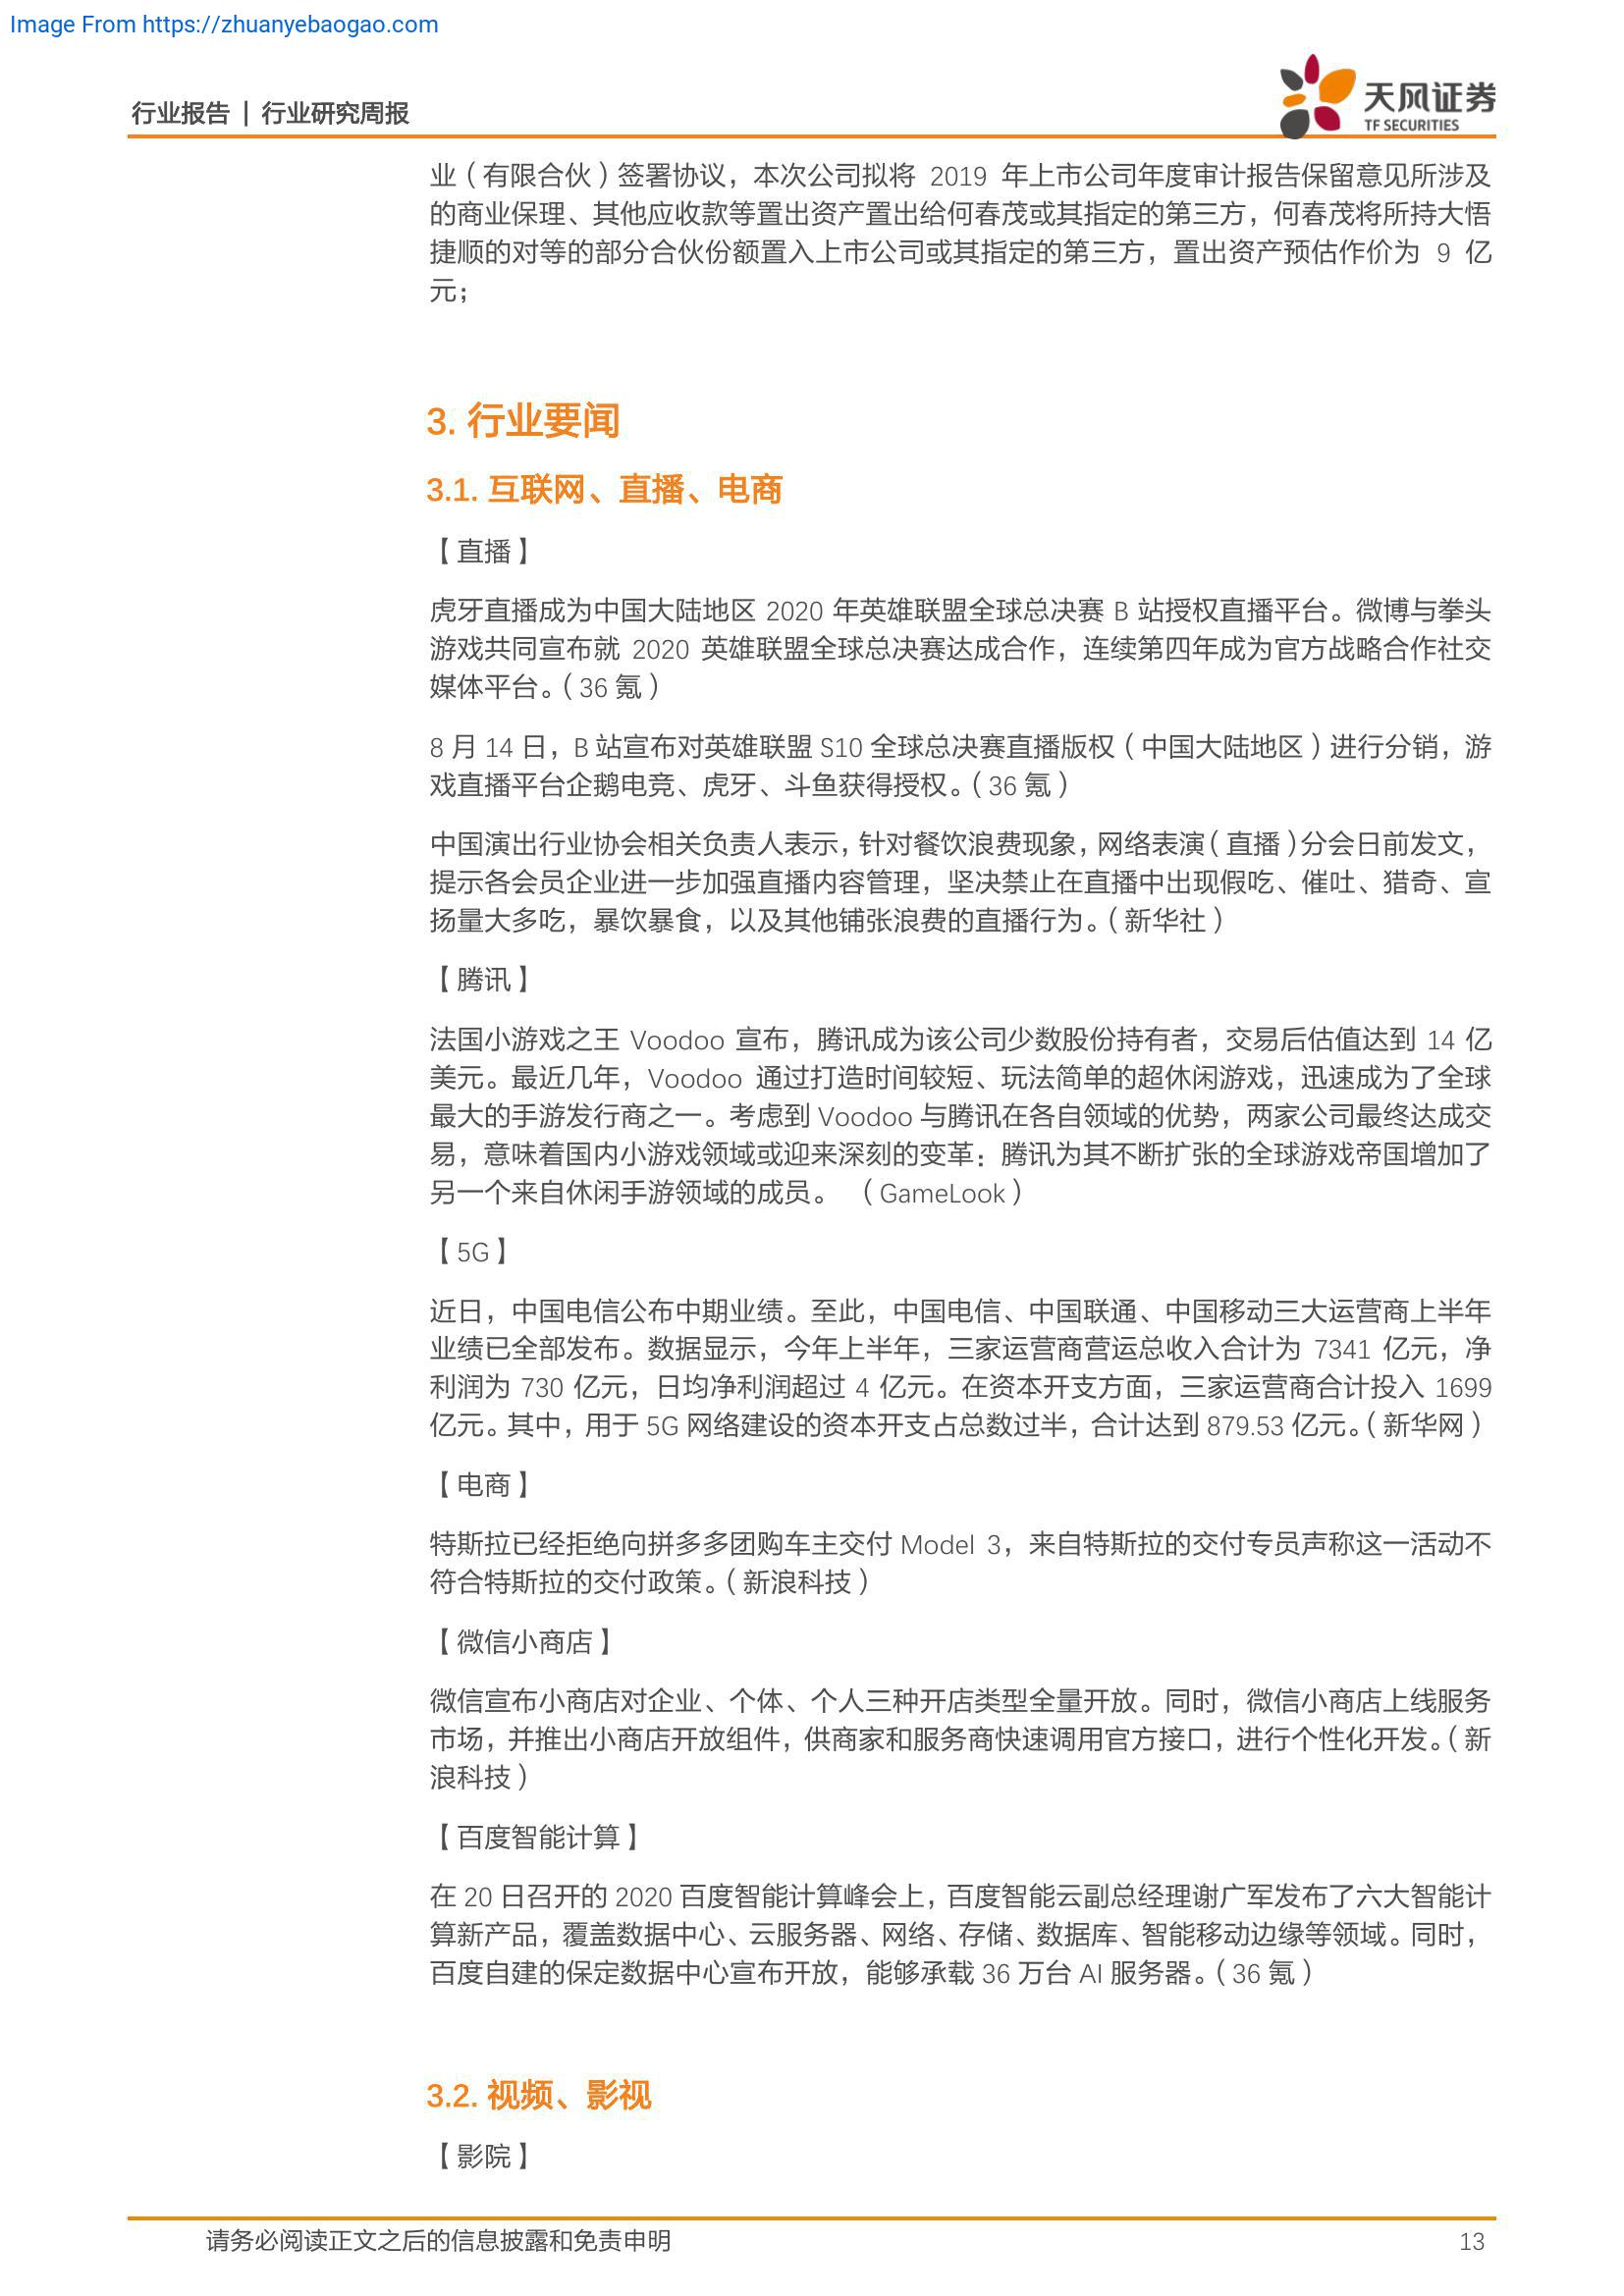 Image From https://zhuanyebaogao.com
行业报告 | 行业研究周报
天风证券
TF SECURITIES
业（有限合伙）签署协议，本次公司拟将 2019 年上市公司年度审计报告保留意见所涉及
的商业保理、其他应收款等置出资产置出给何春茂或其指定的第三方，何春茂将所持大悟
捷顺的对等的部分合伙份额置入上市公司或其指定的第三方，置出资产预估作价为 9 亿
元；
3. 行业要闻
3.1. 互联网、直播、电商
【直播】
虎牙直播成为中国大陆地区 2020 年英雄联盟全球总决赛 B 站授权直播平台。微博与拳头
游戏共同宣布就 2020 英雄联盟全球总决赛达成合作，连续第四年成为官方战略合作社交
媒体平台。（36 氪）
8 月 14 日，B 站宣布对英雄联盟 S10 全球总决赛直播版权（中国大陆地区）进行分销，游
戏直播平台企鹅电竞、虎牙、斗鱼获得授权。（36 氪）
中国演出行业协会相关负责人表示，针对餐饮浪费现象，网络表演（直播）分会日前发文，
提示各会员企业进一步加强直播内容管理，坚决禁止在直播中出现假吃、催吐、猎奇、宣
扬量大多吃，暴饮暴食，以及其他铺张浪费的直播行为。（新华社）
【腾讯】
法国小游戏之王 Voodoo 宣布，腾讯成为该公司少数股份持有者，交易后估值达到 14 亿
美元。最近几年，Voodoo 通过打造时间较短、玩法简单的超休闲游戏，迅速成为了全球
最大的手游发行商之一。考虑到 Voodoo 与腾讯在各自领域的优势，两家公司最终达成交
易，意味着国内小游戏领域或迎来深刻的变革：腾讯为其不断扩张的全球游戏帝国增加了
另一个来自休闲手游领域的成员。 （GameLook）
【5G】
近日，中国电信公布中期业绩。至此，中国电信、中国联通、中国移动三大运营商上半年
业绩已全部发布。数据显示，今年上半年，三家运营商营运总收入合计为 7341 亿元，净
利润为 730 亿元，日均净利润超过 4 亿元。在资本开支方面，三家运营商合计投入 1699
亿元。其中，用于 5G 网络建设的资本开支占总数过半，合计达到 879.53 亿元。（新华网）
【电商】
特斯拉已经拒绝向拼多多团购车主交付 Model 3，来自特斯拉的交付专员声称这一活动不
符合特斯拉的交付政策。（新浪科技）
【微信小商店】
微信宣布小商店对企业、个体、个人三种开店类型全量开放。同时，微信小商店上线服务
市场，并推出小商店开放组件，供商家和服务商快速调用官方接口，进行个性化开发。（新
浪科技）
【百度智能计算】
在 20 日召开的 2020 百度智能计算峰会上，百度智能云副总经理谢广军发布了六大智能计
算新产品，覆盖数据中心、云服务器、网络、存储、数据库、智能移动边缘等领域。同时，
百度自建的保定数据中心宣布开放，能够承载 36 万台 AI 服务器。（36 氪）
3.2. 视频、影视
【影院】
请务必阅读正文之后的信息披露和免责申明
13